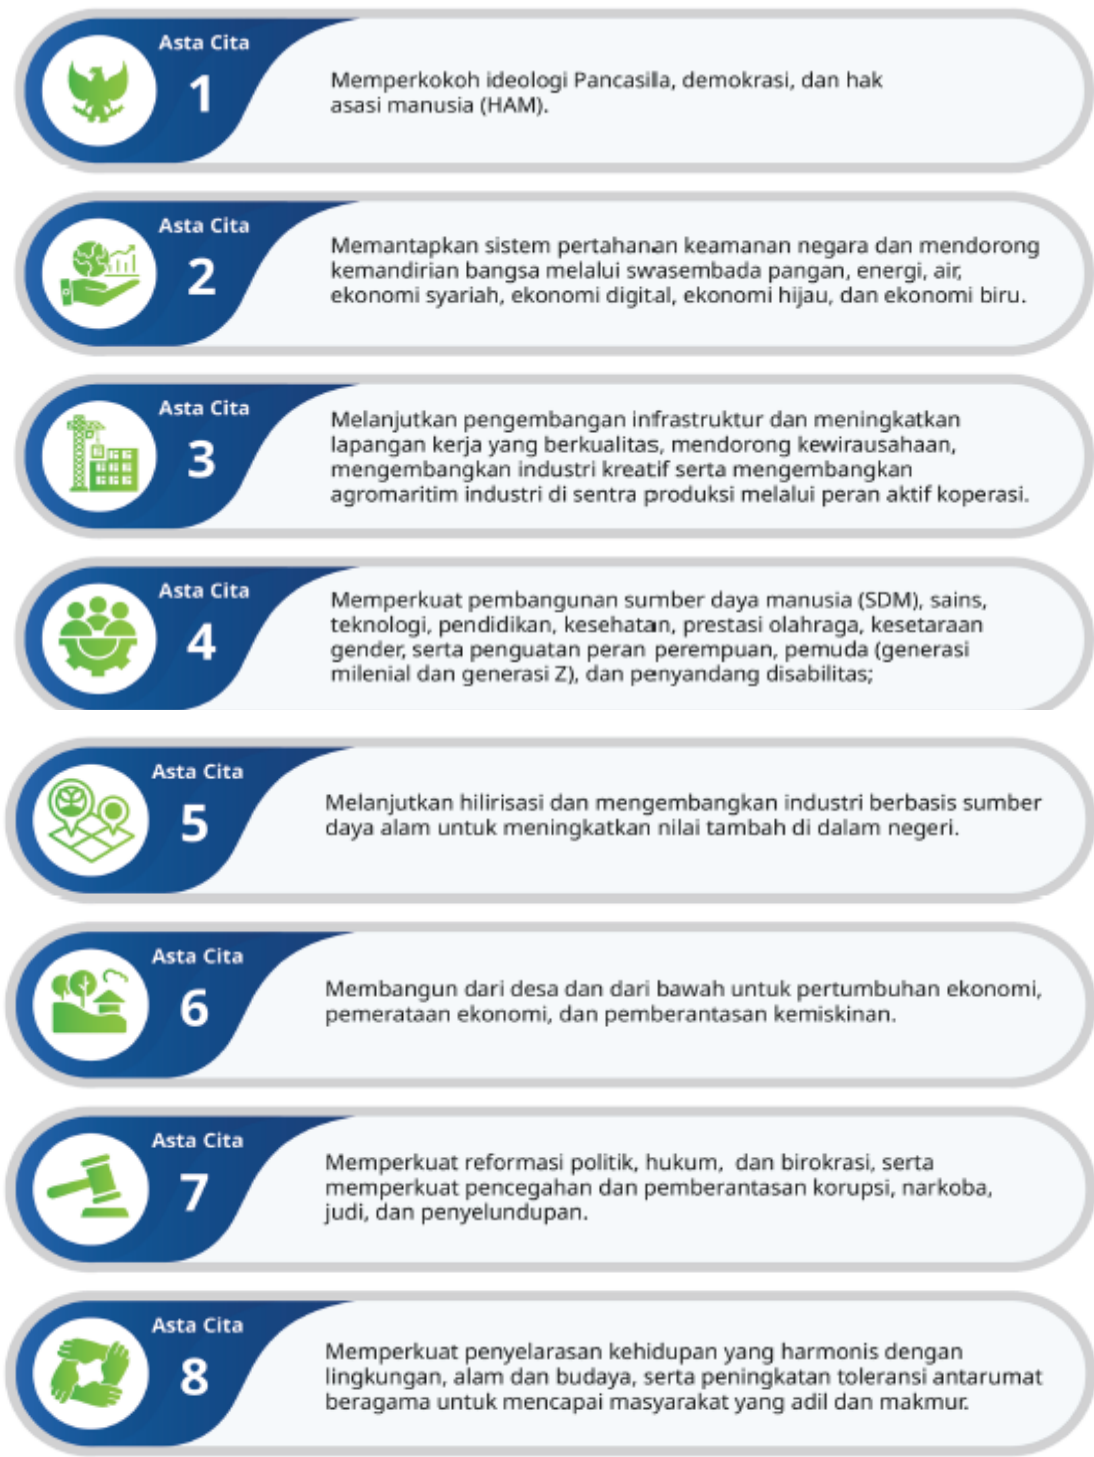 Asta Cita
1
Memperkokoh ideologi Pancasilla, demokrasi, dan hak
asasi manusia (HAM).
Asta Cita
2
Memantapkan sistem pertahanan keamanan negara dan mendorong
kemandirian bangsa melalui swasembada pangan, energi, air,
ekonomi syariah, ekonomi digital, ekonomi hijau, dan ekonomi biru.
Asta Cita
3
Melanjutkan pengembangan infrastruktur dan meningkatkan
lapangan kerja yang berkualitas, mendorong kewirausahaan,
mengembangkan industri kreatif serta mengembangkan
agromaritim industri di sentra produksi melalui peran aktif koperasi.
Asta Cita
4
Memperkuat pembangunan sumber daya manusia (SDM), sains,
teknologi, pendidikan, kesehatan, prestasi olahraga, kesetaraan
gender, serta penguatan peran perempuan, pemuda (generasi
milenial dan generasi Z), dan penyandang disabilitas;
Asta Cita
5
Melanjutkan hilirisasi dan mengembangkan industri berbasis sumber
daya alam untuk meningkatkan nilai tambah di dalam negeri.
Asta Cita
6
Membangun dari desa dan dari bawah untuk pertumbuhan ekonomi,
pemerataan ekonomi, dan pemberantasan kemiskinan.
Asta Cita
7
Memperkuat reformasi politik, hukum, dan birokrasi, serta
memperkuat pencegahan dan pemberantasan korupsi, narkoba,
judi, dan penyelundupan.
Asta Cita
8
Memperkuat penyelarasan kehidupan yang harmonis dengan
lingkungan, alam dan budaya, serta peningkatan toleransi antarumat
beragama untuk mencapai masyarakat yang adil dan makmur.